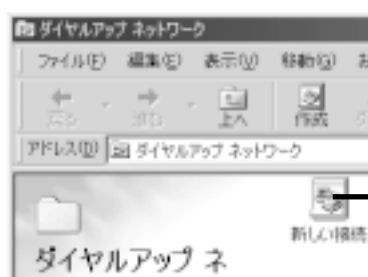 ダイヤルアップ ネットワーク
ファイル(F) 編集(E) 表示(V) 移動(G) お
戻る 進む 上へ 作成 ダ
アドレス(D) ダイヤルアップ ネットワーク
新しい接続
ダイヤルアップ ネ